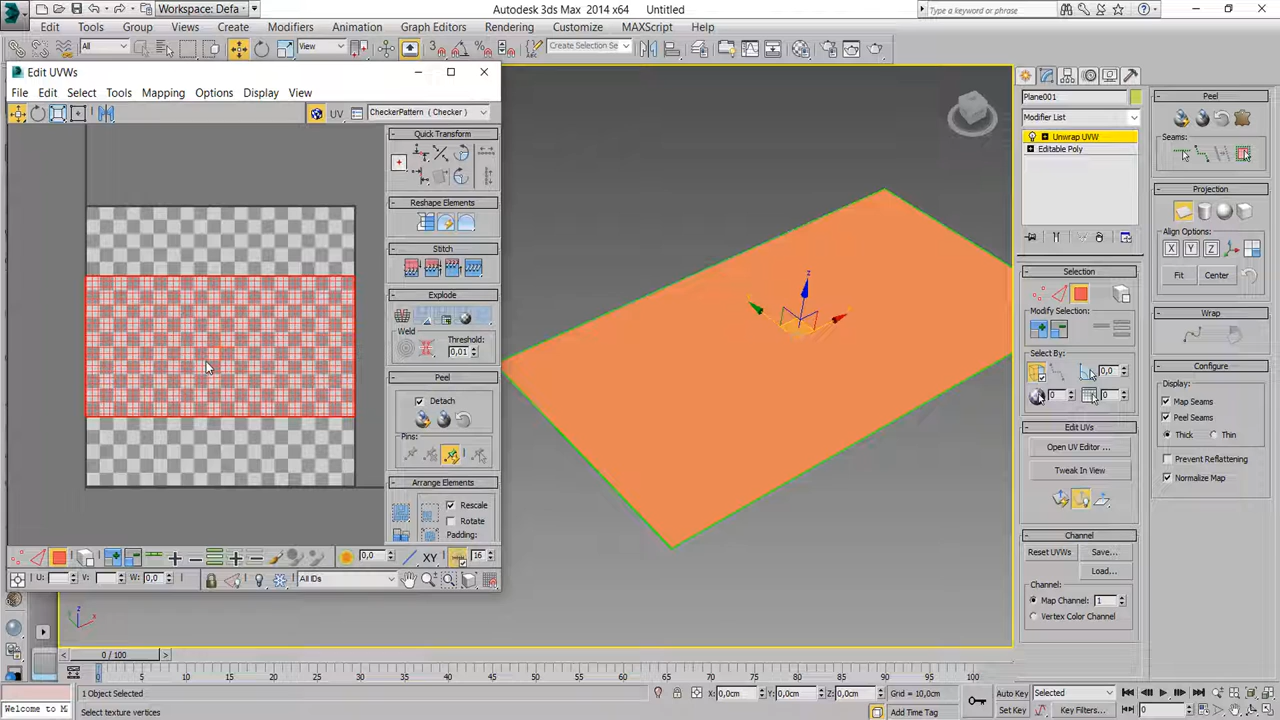 Workspace: Defa
Autodesk 3ds Max 2014 x64
Untitled
Type a keyword or phrase
Edit
Tools
Group
Views
Create
Modifiers
Animation
Graph Editors
Rendering
Customize
MAXScript
Help
All
View
Create Selection Se
Edit UVWs
File
Edit
Select
Tools
Mapping
Options
Display
View
UV
CheckerPattern ( Checker )
Quick Transform
Reshape Elements
Stitch
Explode
Weld
Threshold:
0,01
Peel
Detach
Pins:
Arrange Elements
Rescale
Rotate
Padding:
0,0
XY
16
U:
V:
W:
0,0
All IDs
z
z
x
Plane001
Modifier List
Unwrap UVW
Editable Poly
Selection
Modify Selection:
Select By:
0,0
0
0
Edit UVs
Open UV Editor ...
Tweak In View
Channel
Reset UVWs
Save...
Load...
Channel:
Map Channel:
1
Vertex Color Channel
Peel
Seams:
Projection
Align Options:
X
Y
Z
Fit
Center
Wrap
Configure
Display:
Map Seams
Peel Seams
Thick
Thin
Prevent Reflattening
Normalize Map
0 / 100
5
10
15
20
25
30
35
40
45
50
55
60
65
70
75
80
85
90
95
100
1 Object Selected
X: 0,0cm
Y: 0,0cm
Z: 0,0cm
Grid = 10,0cm
Auto Key
Selected
Welcome to M
Select texture vertices
Add Time Tag
Set Key
Key Filters...
0